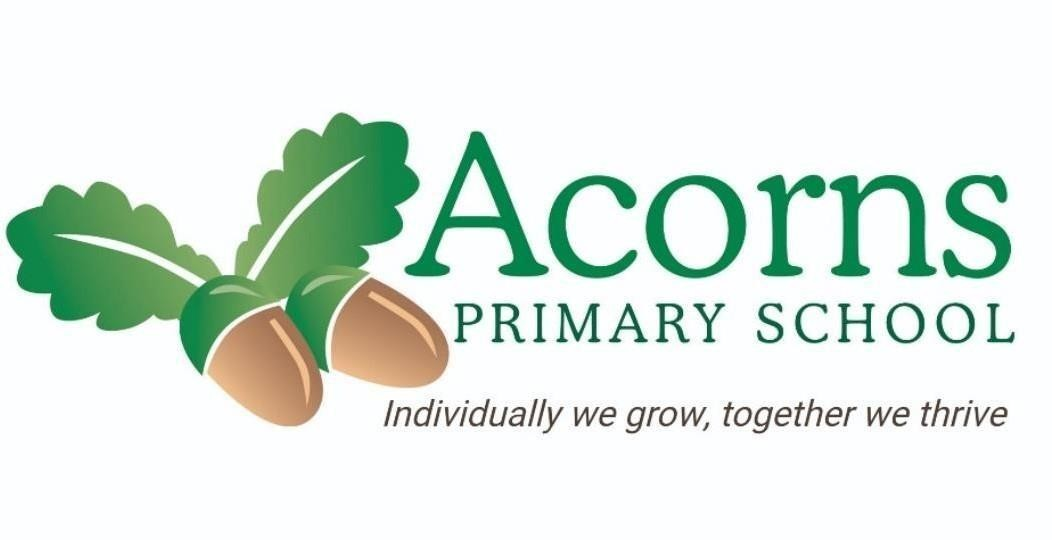 Acorns
PRIMARY SCHOOL
Individually we grow, together we thrive